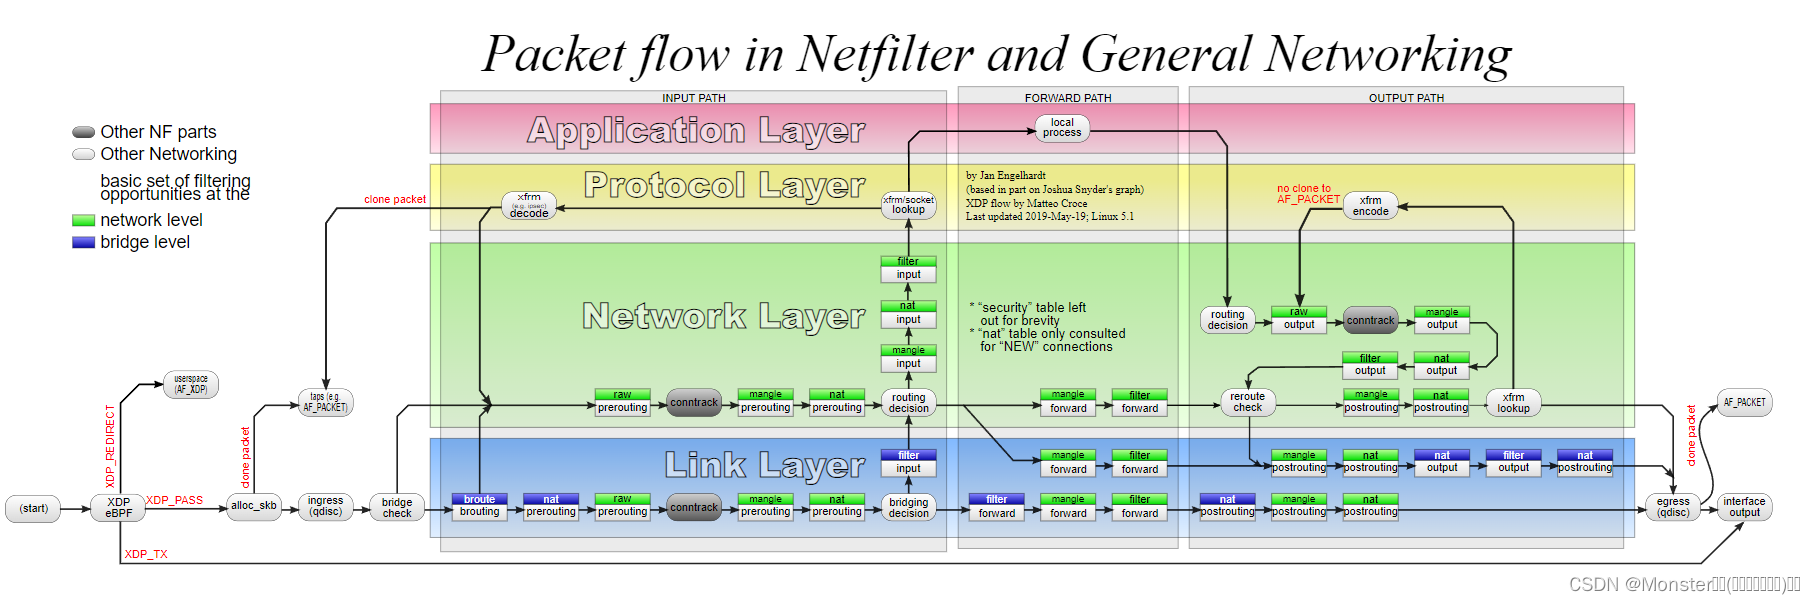 Packet flow in Netfilter and General Networking
INPUT PATH
FORWARD PATH
OUTPUT PATH
Other NF parts
Other Networking
basic set of filtering
opportunities at the
network level
bridge level
Application Layer
local
process
Protocol Layer
clone packet
xfrm
(e.g. ipsec)
decode
xfrm/socket
lookup
by Jan Engelhardt
(based in part on Joshua Snyder's graph)
XDP flow by Matteo Croce
Last updated 2019-May-19; Linux 5.1
no clone to
AF_PACKET
xfrm
encode
Network Layer
filter
input
nat
input
mangle
input
* “security” table left
out for brevity
* “nat” table only consulted
for “NEW” connections
routing
decision
raw
output
conntrack
mangle
output
filter
output
nat
output
userspace
(AF_XDP)
taps (e.g.
AF_PACKET)
raw
prerouting
conntrack
mangle
prerouting
nat
prerouting
routing
decision
mangle
forward
filter
forward
reroute
check
mangle
postrouting
nat
postrouting
xfrm
lookup
AF_PACKET
XDP_REDIRECT
clone packet
clone packet
Link Layer
filter
input
mangle
forward
filter
forward
mangle
postrouting
nat
postrouting
nat
output
filter
output
nat
postrouting
(start)
XDP
eBPF
XDP_PASS
alloc_skb
ingress
(qdisc)
bridge
check
broute
brouting
nat
prerouting
raw
prerouting
conntrack
mangle
prerouting
nat
prerouting
bridging
decision
filter
forward
mangle
forward
filter
forward
nat
postrouting
mangle
postrouting
nat
postrouting
egress
(qdisc)
interface
output
XDP_TX
CSDN @Monster